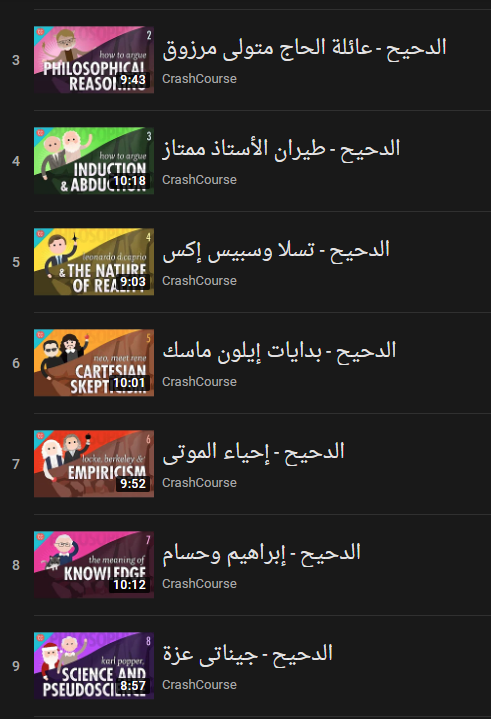 3
2
how to argue
PHILOSOPHICAL
REASONING
9:43
الدحيح - عائلة الحاج متولى مرزوق
CrashCourse
4
3
how to argue
INDUCTION
& ABDUCTION
10:18
الدحيح - طيران الأستاذ ممتاز
CrashCourse
5
4
leonardo d.caprio
& THE NATURE
OF REALITY
9:03
الدحيح - تسلا وسبيس إكس
CrashCourse
6
5
neo, meet rene
CARTESIAN
SKEPTICISM
10:01
الدحيح - بدايات إيلون ماسك
CrashCourse
7
6
locke, berkeley &
EMPIRICISM
9:52
الدحيح - إحياء الموتى
CrashCourse
8
7
the meaning of
KNOWLEDGE
10:12
الدحيح - إبراهيم وحسام
CrashCourse
9
8
karl popper,
SCIENCE AND
PSEUDOSCIENCE
8:57
الدحيح - جيناتى عزة
CrashCourse